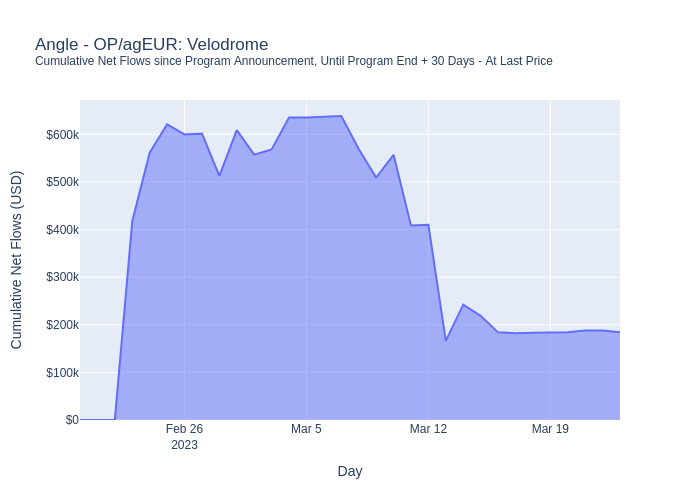 Angle - OP/agEUR: Velodrome
Cumulative Net Flows since Program Announcement, Until Program End + 30 Days - At Last Price
Cumulative Net Flows (USD)
$600k
$500k
$400k
$300k
$200k
$100k
$0
Feb 26
2023
Mar 5
Mar 12
Mar 19
Day